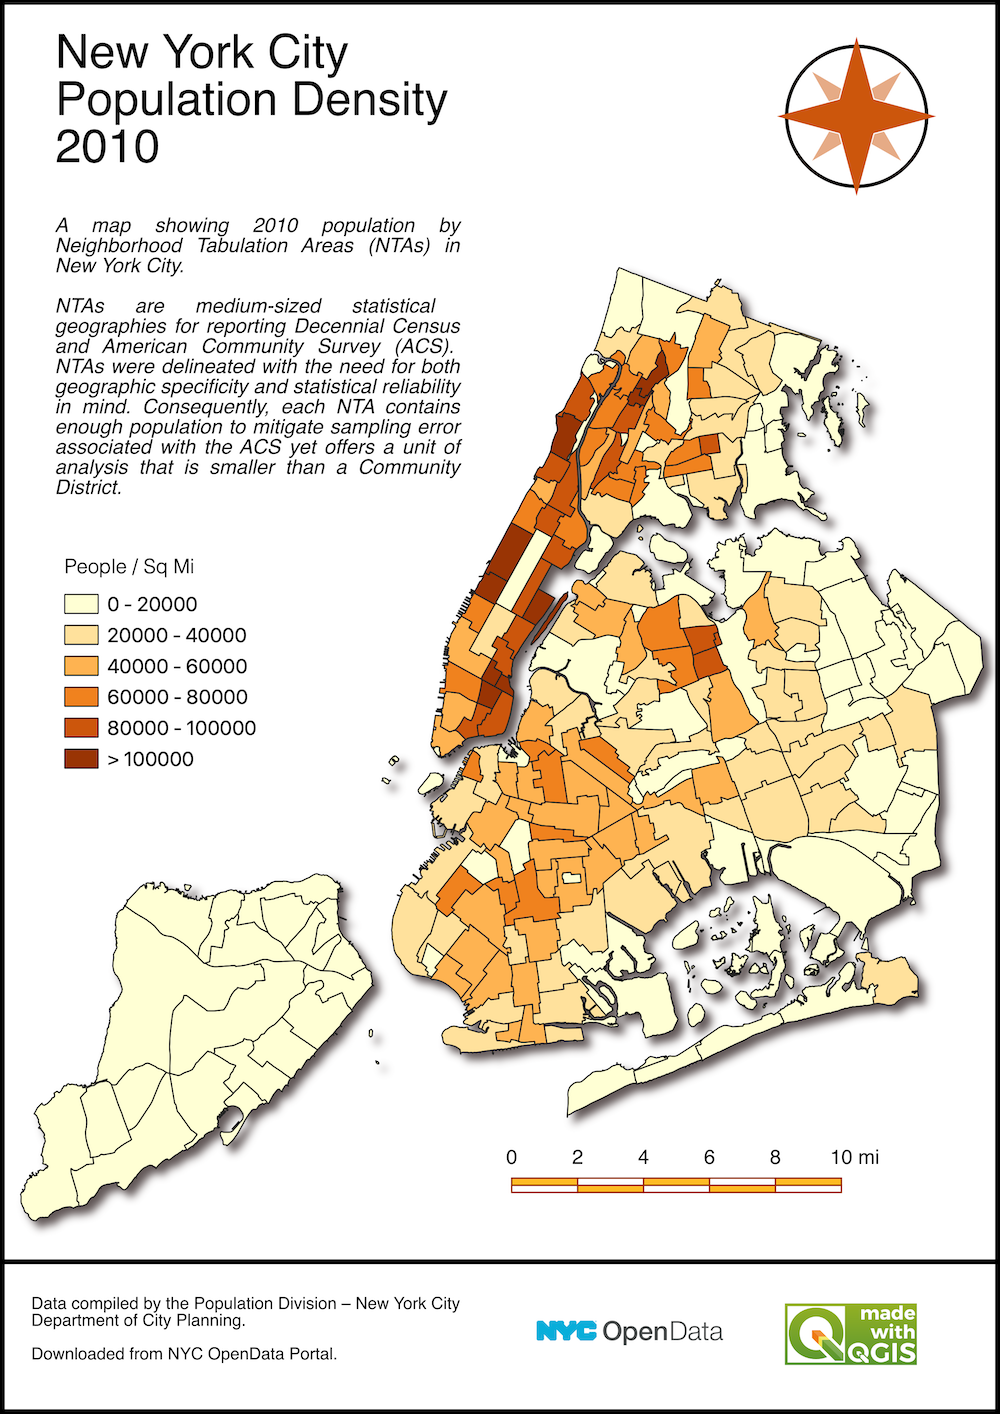 New York City
Population Density
2010
A map showing 2010 population by
Neighborhood Tabulation Areas (NTAs) in
New York City.
NTAs are medium-sized statistical
geographies for reporting Decennial Census
and American Community Survey (ACS).
NTAs were delineated with the need for both
geographic specificity and statistical reliability
in mind. Consequently, each NTA contains
enough population to mitigate sampling error
associated with the ACS yet offers a unit of
analysis that is smaller than a Community
District.
People / Sq Mi
0 - 20000
20000 - 40000
40000 - 60000
60000 - 80000
80000 - 100000
> 100000
0 2 4 6 8 10 mi
Data compiled by the Population Division – New York City
Department of City Planning.
Downloaded from NYC OpenData Portal.
NYC OpenData
made
with
QGIS